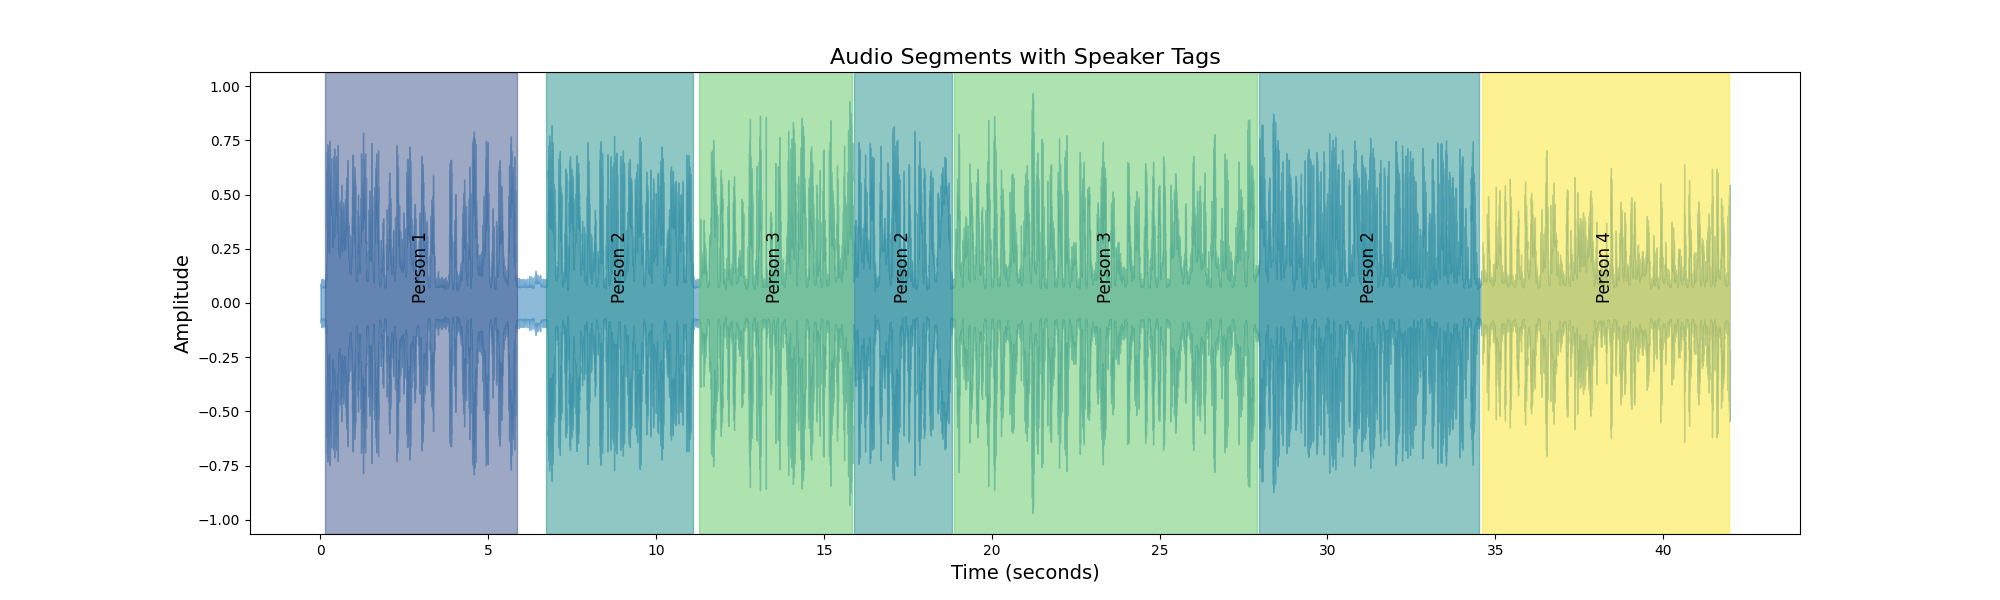 Audio Segments with Speaker Tags
1.00
0.75
0.50
0.25
0.00
−0.25
−0.50
−0.75
−1.00
Amplitude
Person 1
Person 2
Person 3
Person 2
Person 3
Person 2
Person 4
0
5
10
15
20
25
30
35
40
Time (seconds)